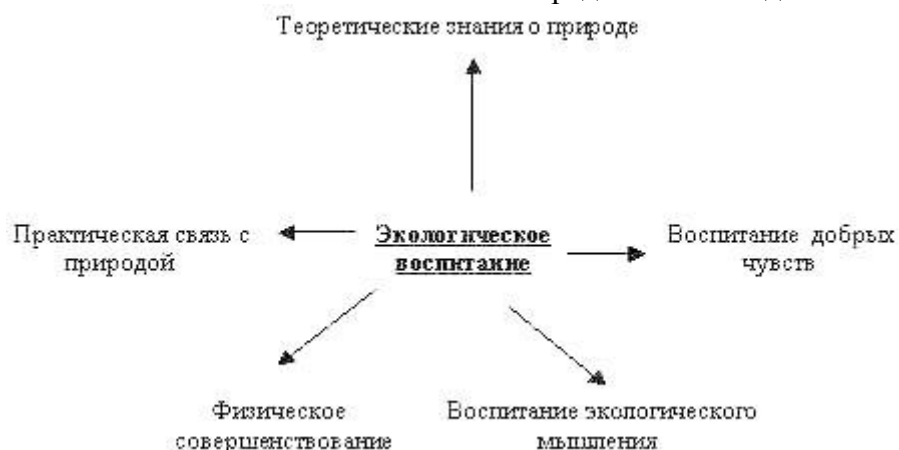 Теоретические знания о природе
Практическая связь с
природой
Экологическое
воспитание
Воспитание добрых
чувств
Физическое
совершенствование
Воспитание экологического
мышления